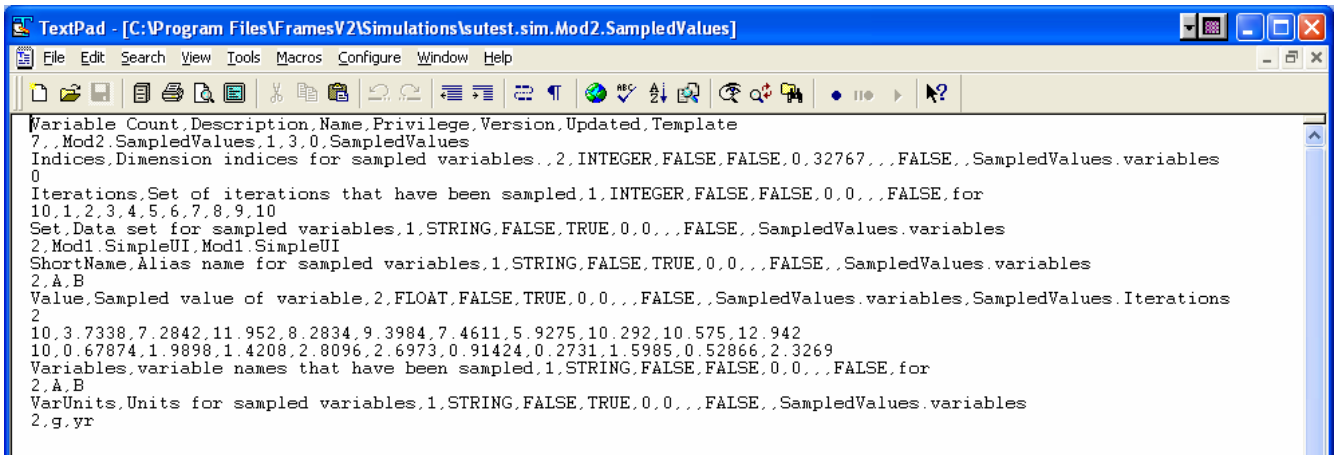 TextPad - [C:\Program Files\FramesV2\Simulations\sutest.sim.Mod2.SampledValues]
File Edit Search View Tools Macros Configure Window Help
Variable Count,Description,Name,Privilege,Version,Updated,Template
7,,Mod2.SampledValues,1,3,0,SampledValues
Indices,Dimension indices for sampled variables.,2,INTEGER,FALSE,FALSE,0,32767,,,FALSE,,SampledValues.variables
0
Iterations,Set of iterations that have been sampled,1,INTEGER,FALSE,FALSE,0,0,,,FALSE,for
10,1,2,3,4,5,6,7,8,9,10
Set,Data set for sampled variables,1,STRING,FALSE,TRUE,0,0,,,FALSE,,SampledValues.variables
2,Mod1.SimpleUI,Mod1.SimpleUI
ShortName,Alias name for sampled variables,1,STRING,FALSE,TRUE,0,0,,,FALSE,,SampledValues.variables
2,A,B
Value,Sampled value of variable,2,FLOAT,FALSE,TRUE,0,0,,,FALSE,,SampledValues.variables,SampledValues.Iterations
2
10,3.7338,7.2842,11.952,8.2834,9.3984,7.4611,5.9275,10.292,10.575,12.942
10,0.67874,1.9898,1.4208,2.8096,2.6973,0.91424,0.2731,1.5985,0.52866,2.3269
Variables,variable names that have been sampled,1,STRING,FALSE,FALSE,0,0,,,FALSE,for
2,A,B
VarUnits,Units for sampled variables,1,STRING,FALSE,TRUE,0,0,,,FALSE,,SampledValues.variables
2,g,yr